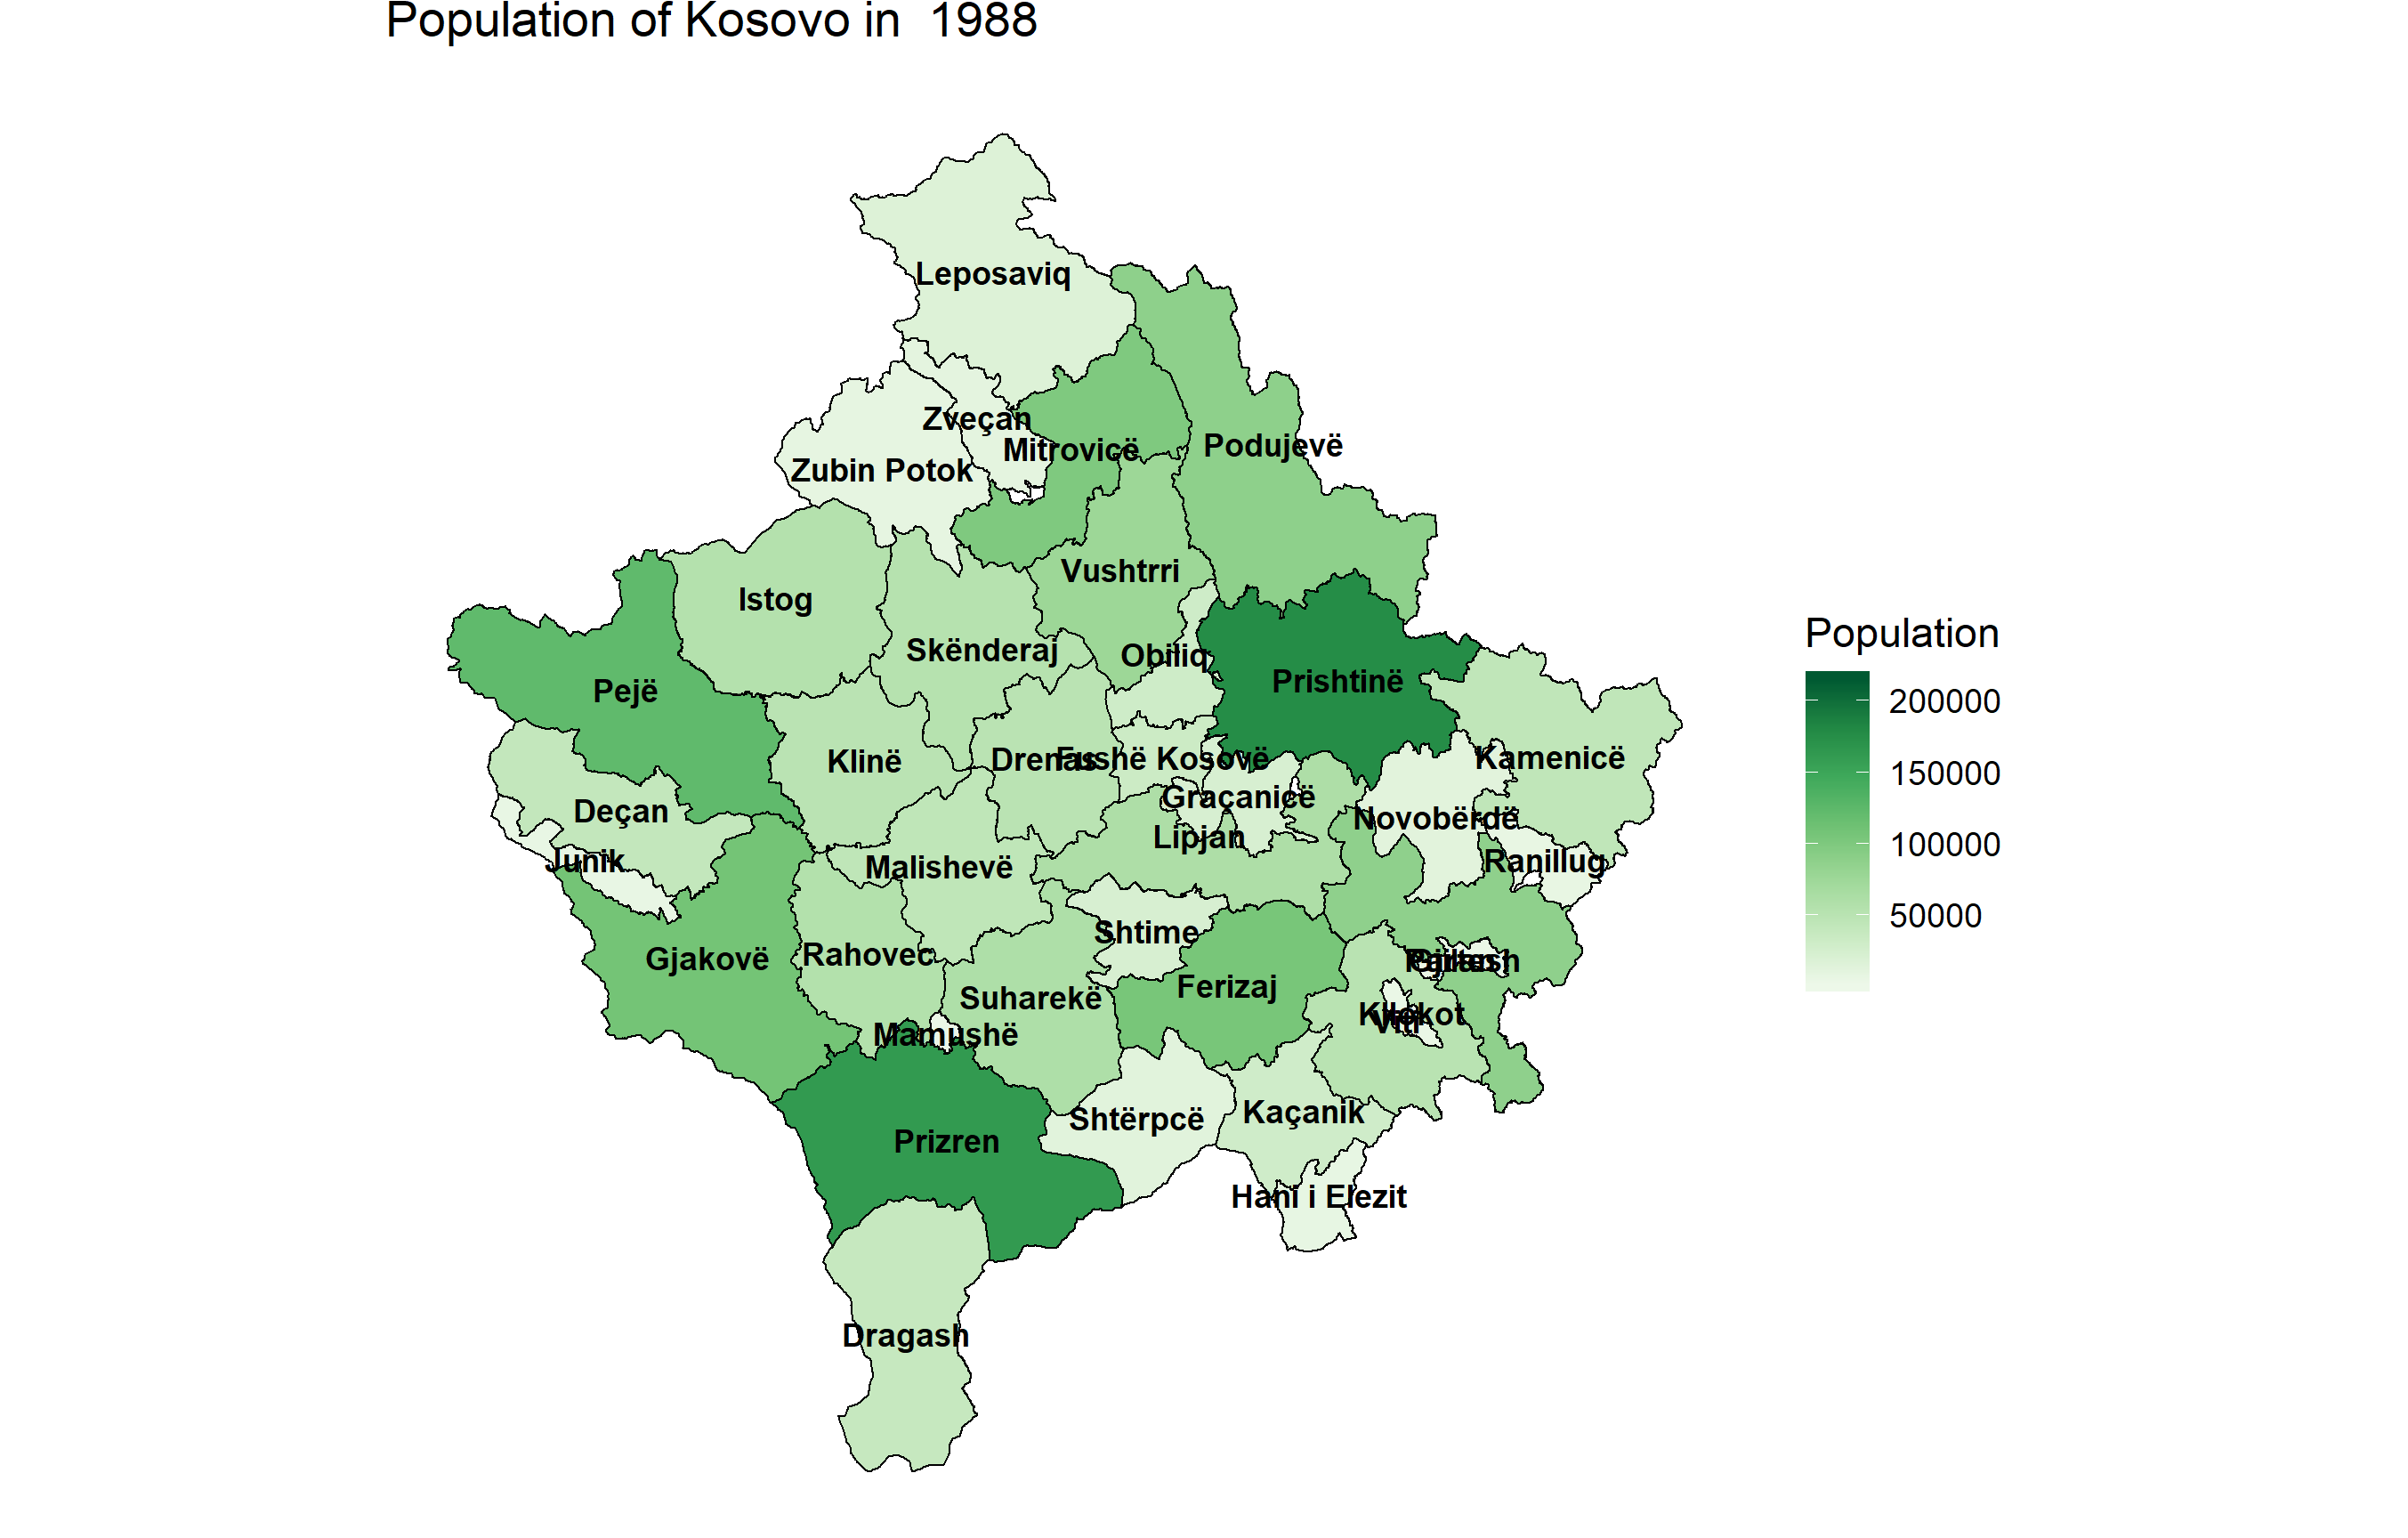 Population of Kosovo in  1988
Leposaviq
Zveçan
Mitrovicë
Podujevë
Zubin Potok
Vushtrri
Istog
Skënderaj
Obiliq
Prishtinë
Pejë
Klinë
Drenas
Fushë Kosovë
Kamenicë
Graçanicë
Deçan
Novobërdë
Lipjan
Junik
Malishevë
Ranillug
Shtime
Gjakovë
Rahovec
Gjilan
Partesh
Ferizaj
Suharekë
Kllokot
Viti
Mamushë
Shtërpcë
Kaçanik
Prizren
Hani i Elezit
Dragash
Population
200000
150000
100000
50000